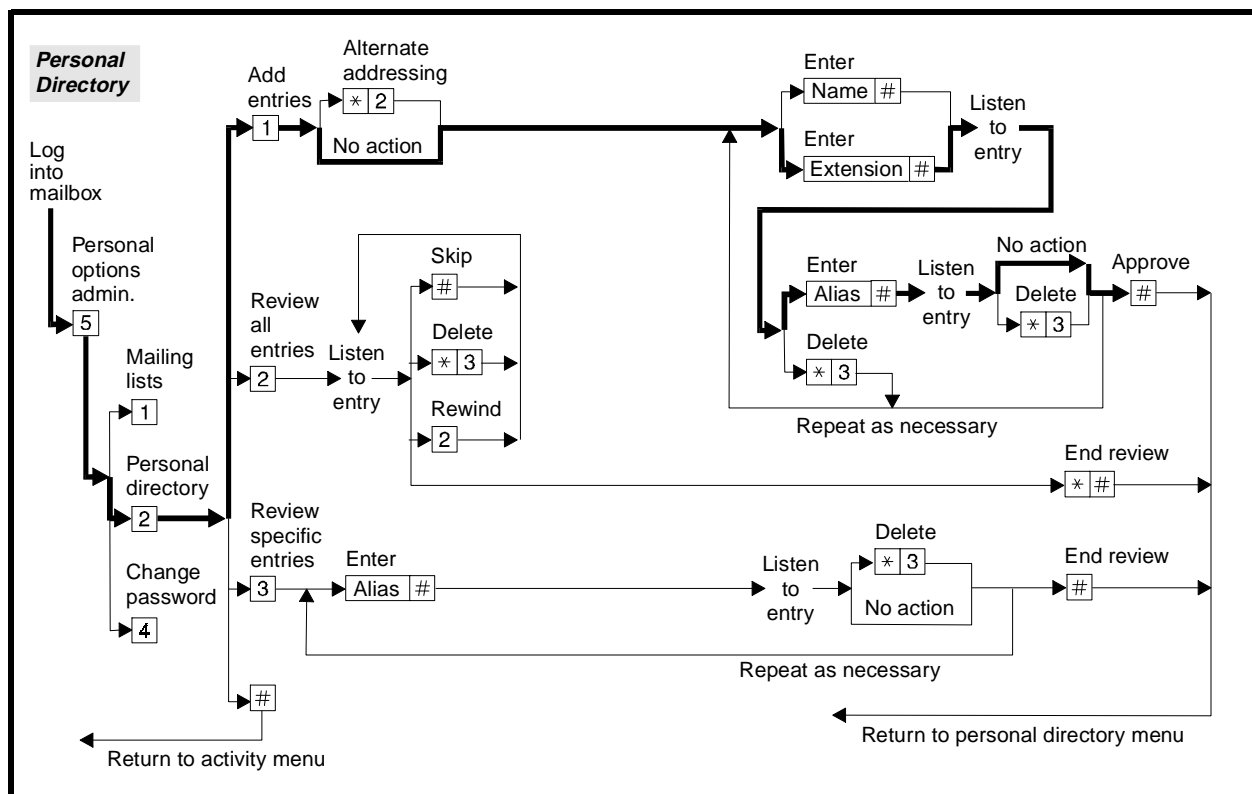 Personal
Directory
Log
into
mailbox
Personal
options
admin.
5
Mailing
lists
1
Personal
directory
2
Change
password
4
Add
entries
1
Alternate
addressing
* 2
No action
Enter
Name #
Enter
Extension #
Listen
to
entry
Enter
Alias #
Delete
* 3
Listen
to
entry
No action
Delete
* 3
Approve
#
Repeat as necessary
Review
all
entries
2
Listen
to
entry
Skip
#
Delete
* 3
Rewind
2
End review
* #
Review
specific
entries
3
Enter
Alias #
Listen
to
entry
Delete
* 3
No action
End review
#
Repeat as necessary
#
Return to activity menu
Return to personal directory menu